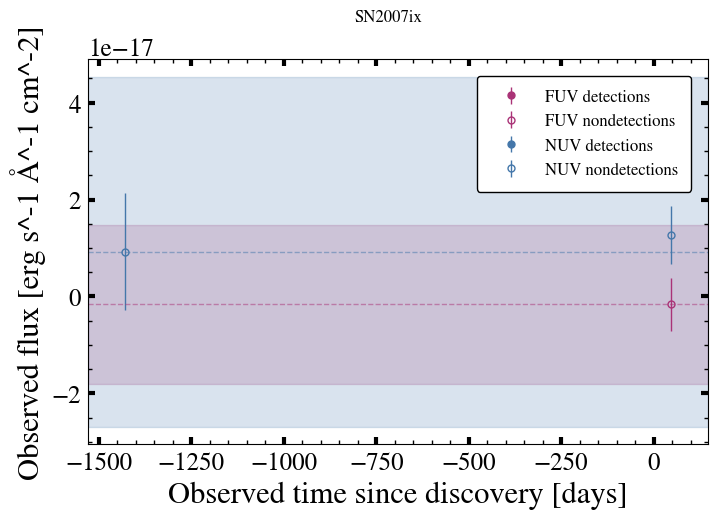 SN2007ix
1e−17
Observed flux [erg s^-1 Å^-1 cm^-2]
4
2
0
−2
FUV detections
FUV nondetections
NUV detections
NUV nondetections
−1500 −1250 −1000 −750 −500 −250 0
Observed time since discovery [days]